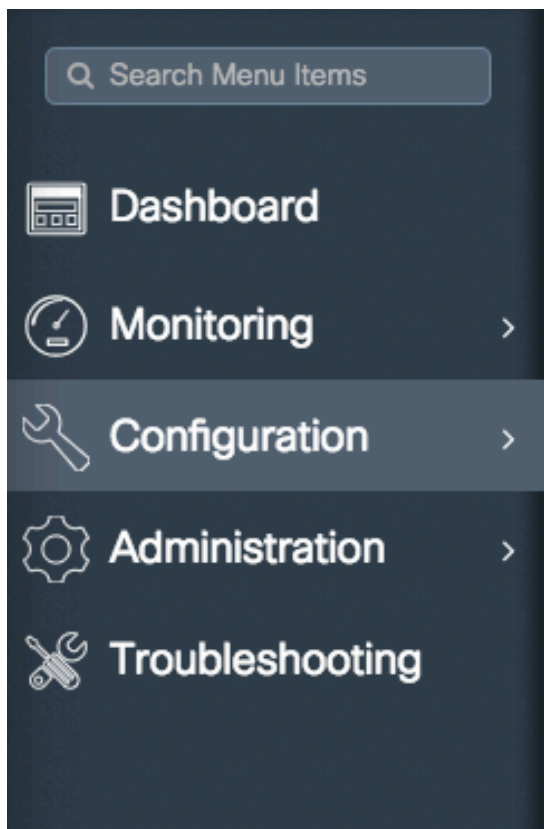 Search Menu Items
Dashboard
Monitoring
Configuration
Administration
Troubleshooting